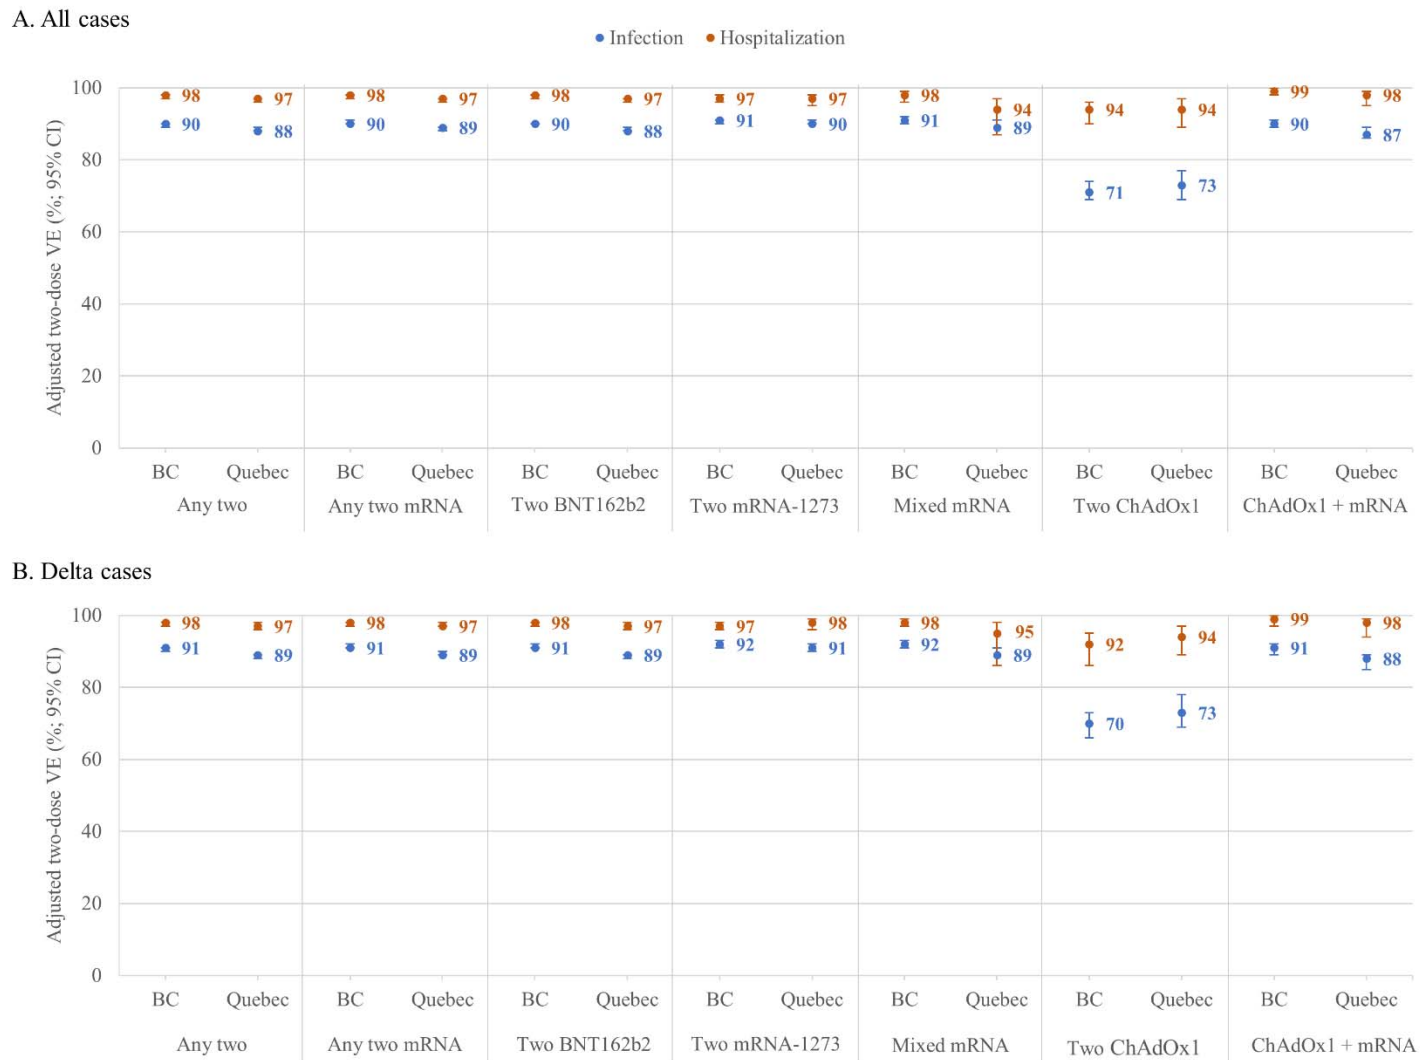 A. All cases
Infection Hospitalization
Adjusted two-dose VE (%; 95% CI)
100
80
60
40
20
0
98 97 98 97 98 97 97 97 98 94 94 94 99 98
90 88 90 89 90 88 91 90 91 89 71 73 90 87
BC Quebec BC Quebec BC Quebec BC Quebec BC Quebec BC Quebec BC Quebec
Any two Any two mRNA Two BNT162b2 Two mRNA-1273 Mixed mRNA Two ChAdOx1 ChAdOx1 + mRNA
B. Delta cases
Adjusted two-dose VE (%; 95% CI)
100
80
60
40
20
0
98 97 98 97 98 97 97 98 98 95 92 94 99 98
91 89 91 89 91 89 92 91 92 89 70 73 91 88
BC Quebec BC Quebec BC Quebec BC Quebec BC Quebec BC Quebec BC Quebec
Any two Any two mRNA Two BNT162b2 Two mRNA-1273 Mixed mRNA Two ChAdOx1 ChAdOx1 + mRNA